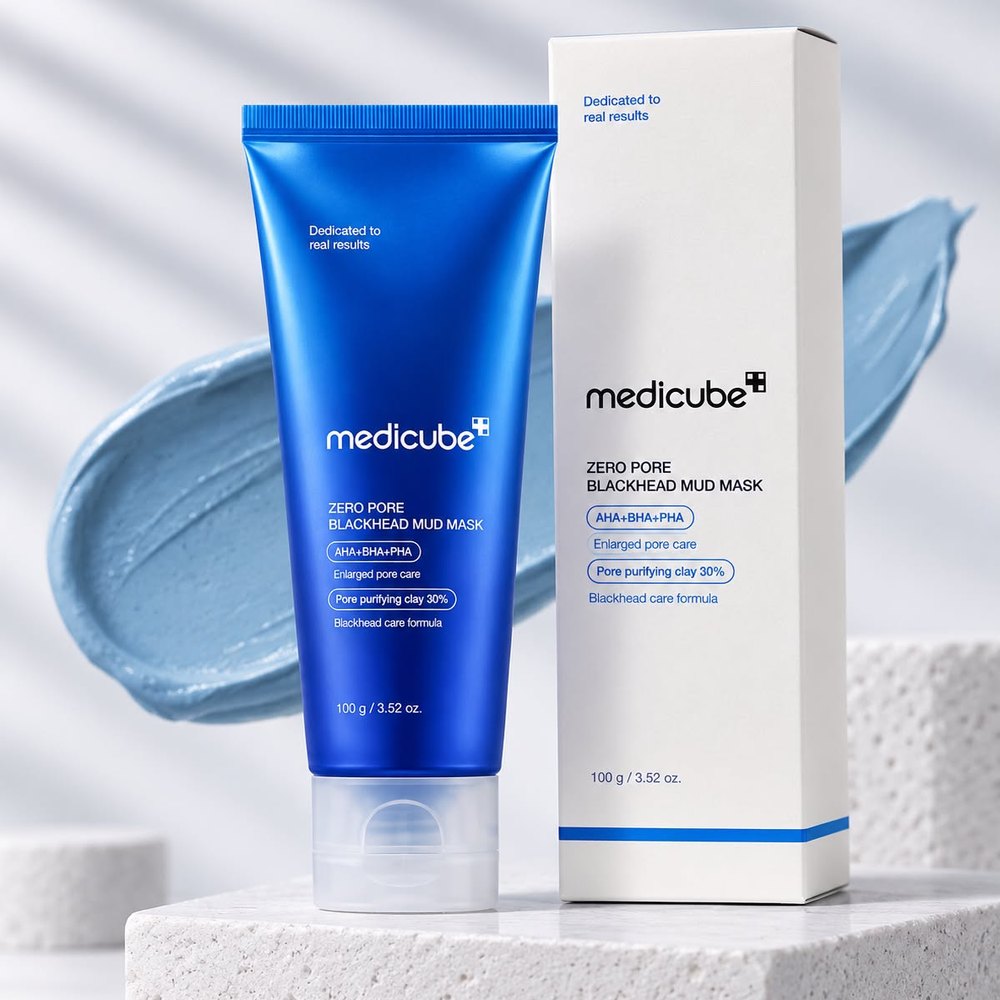 Dedicated to
real results
medicube
ZERO PORE
BLACKHEAD MUD MASK
AHA+BHA+PHA
Enlarged pore care
Pore purifying clay 30%
Blackhead care formula
100 g / 3.52 oz.
Dedicated to
real results
medicube
ZERO PORE
BLACKHEAD MUD MASK
AHA+BHA+PHA
Enlarged pore care
Pore purifying clay 30%
Blackhead care formula
100 g / 3.52 oz.